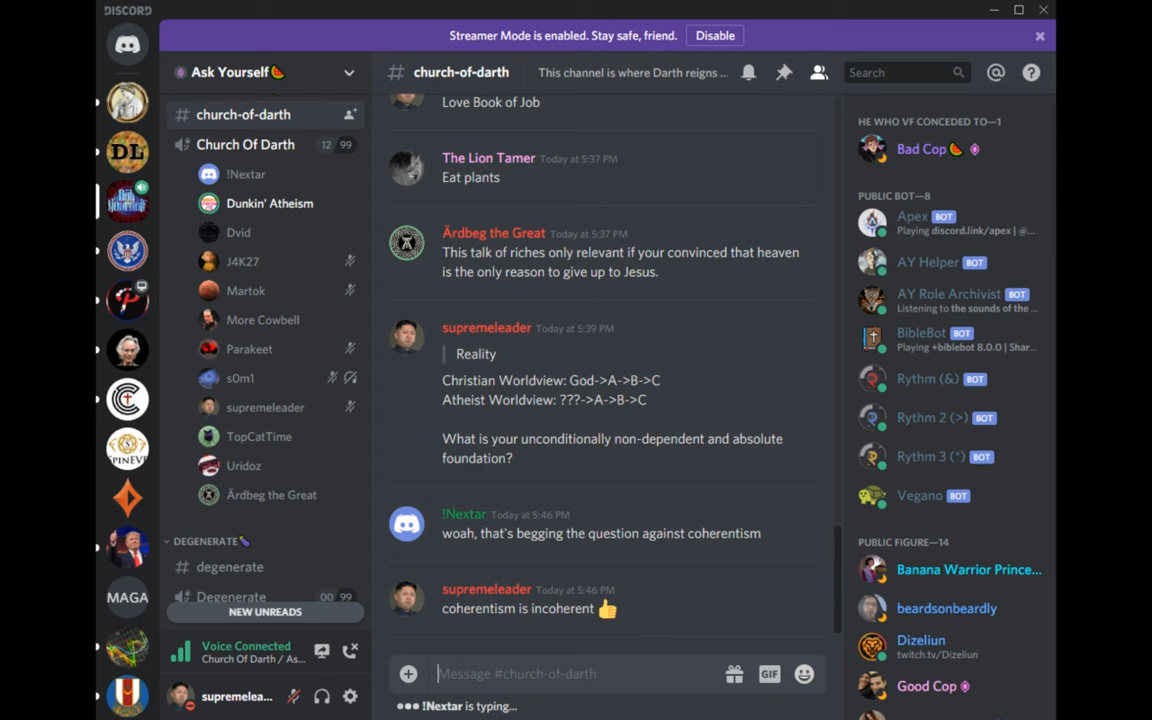 DISCORD
Streamer Mode is enabled. Stay safe, friend. Disable
Ask Yourself🍉
# church-of-darth
Church Of Darth 12 99
!Nextar
Dunkin' Atheism
Dvid
J4K27
Martok
More Cowbell
Parakeet
s0m1
supremeleader
TopCatTime
Uridoz
Ärdbeg the Great
DEGENERATE🍆
# degenerate
Degenerate 00 99
NEW UNREADS
Voice Connected
Church Of Darth / As...
supremelea...
DL
MAGA
# church-of-darth This channel is where Darth reigns ... Search
Love Book of Job
The Lion Tamer Today at 5:37 PM
Eat plants
Ärdbeg the Great Today at 5:37 PM
This talk of riches only relevant if your convinced that heaven
is the only reason to give up to Jesus.
supremeleader Today at 5:39 PM
Reality
Christian Worldview: God->A->B->C
Atheist Worldview: ???->A->B->C
What is your unconditionally non-dependent and absolute
foundation?
!Nextar Today at 5:46 PM
woah, that's begging the question against coherentism
supremeleader Today at 5:46 PM
coherentism is incoherent 👍
Message #church-of-darth GIF
!Nextar is typing...
HE WHO VF CONCEDED TO—1
Bad Cop🍉
PUBLIC BOT—8
Apex BOT
Playing discord.link/apex | @...
AY Helper BOT
AY Role Archivist BOT
Listening to the sounds of the ...
BibleBot BOT
Playing +biblebot 8.0.0 | Shar...
Rythm (&) BOT
Rythm 2 (>) BOT
Rythm 3 (*) BOT
Vegano BOT
PUBLIC FIGURE—14
Banana Warrior Prince...
beardsonbeardly
Dizeliun
twitch.tv/Dizeliun
Good Cop